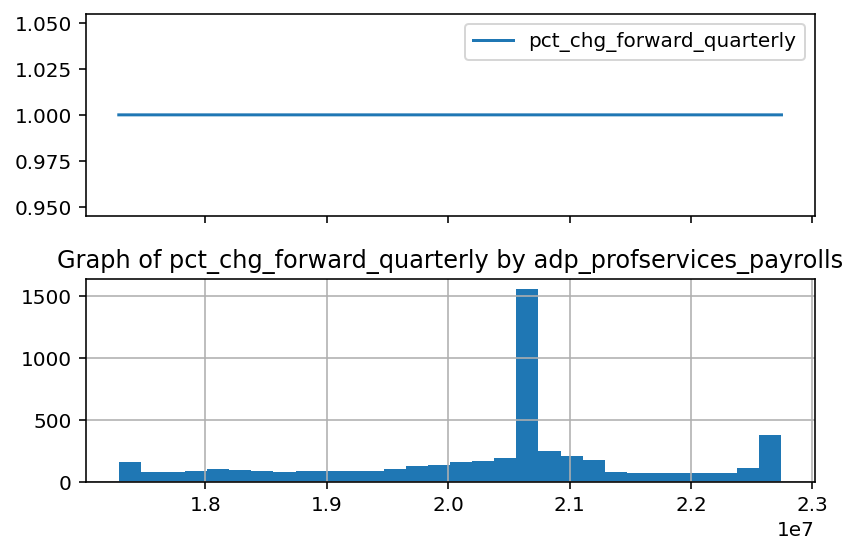 1.050
pct_chg_forward_quarterly
1.025
1.000
0.975
0.950
Graph of pct_chg_forward_quarterly by adp_profservices_payrolls
1500
1000
500
0
1.8 1.9 2.0 2.1 2.2 2.3
1e7